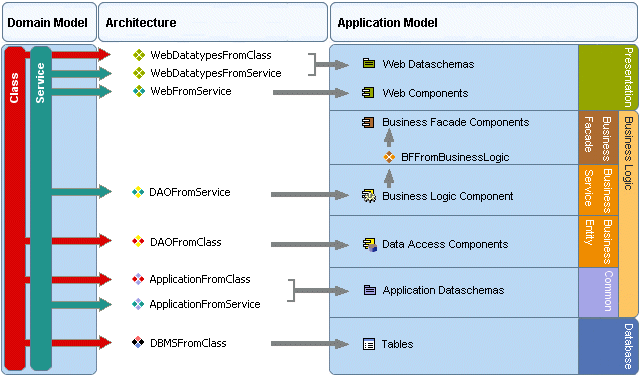 Domain Model
Architecture
Application Model
Class
Service
WebDatatypesFromClass
WebDatatypesFromService
WebFromService
DAOFromService
DAOFromClass
ApplicationFromClass
ApplicationFromService
DBMSFromClass
Web Dataschemas
Web Components
Business Facade Components
BFFromBusinessLogic
Business Logic Component
Data Access Components
Application Dataschemas
Tables
Presentation
Business
Facade
Business
Service
Business
Entity
Common
Business Logic
Database